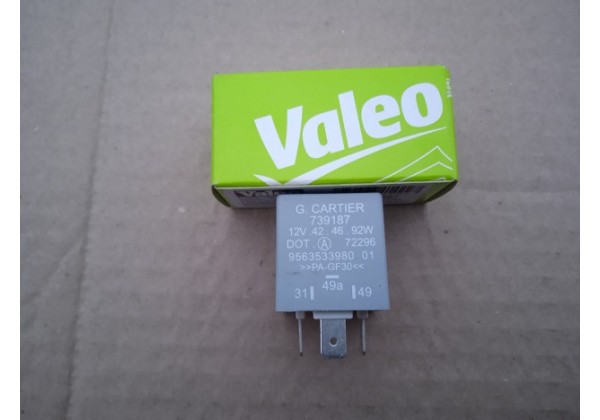 Valeo
G. CARTIER
739187
12V.42.46.92W
DOT. A 72296
9563533980 01
>>PA-GF30<<
49a
31 49